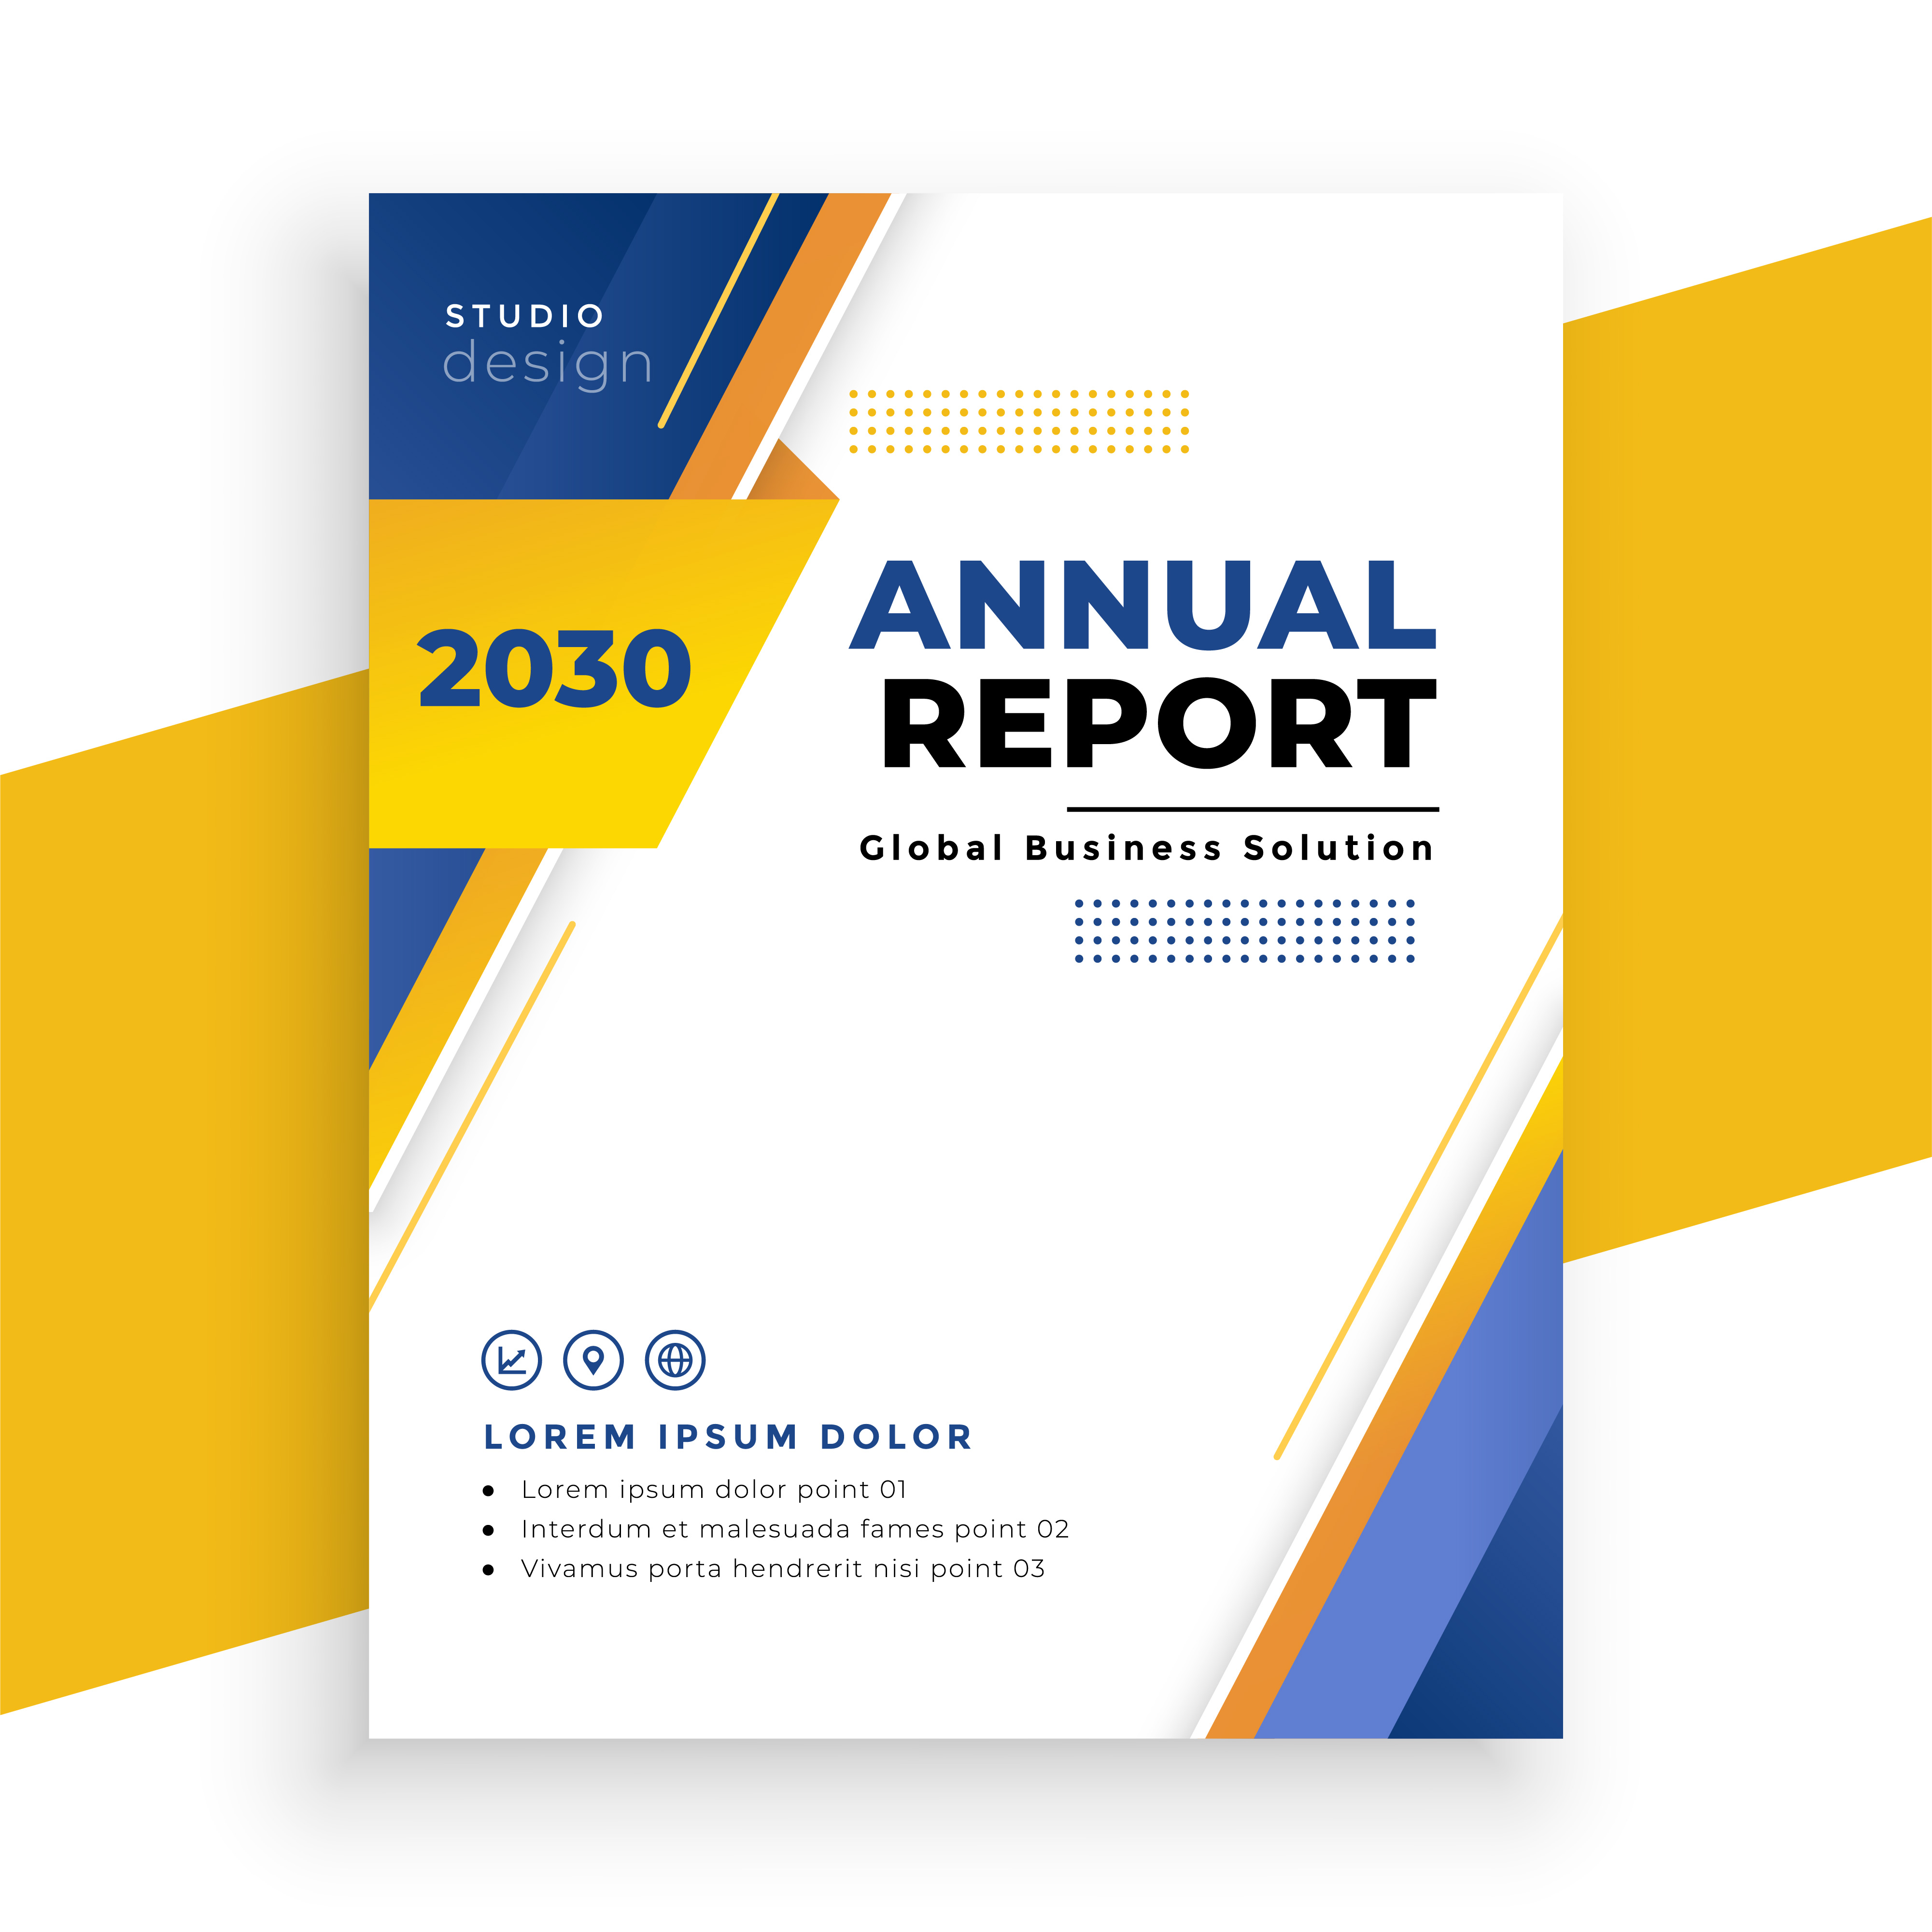 STUDIO
design
2030
ANNUAL
REPORT
Global Business Solution
LOREM IPSUM DOLOR
• Lorem ipsum dolor point 01
• Interdum et malesuada fames point 02
• Vivamus porta hendrerit nisi point 03